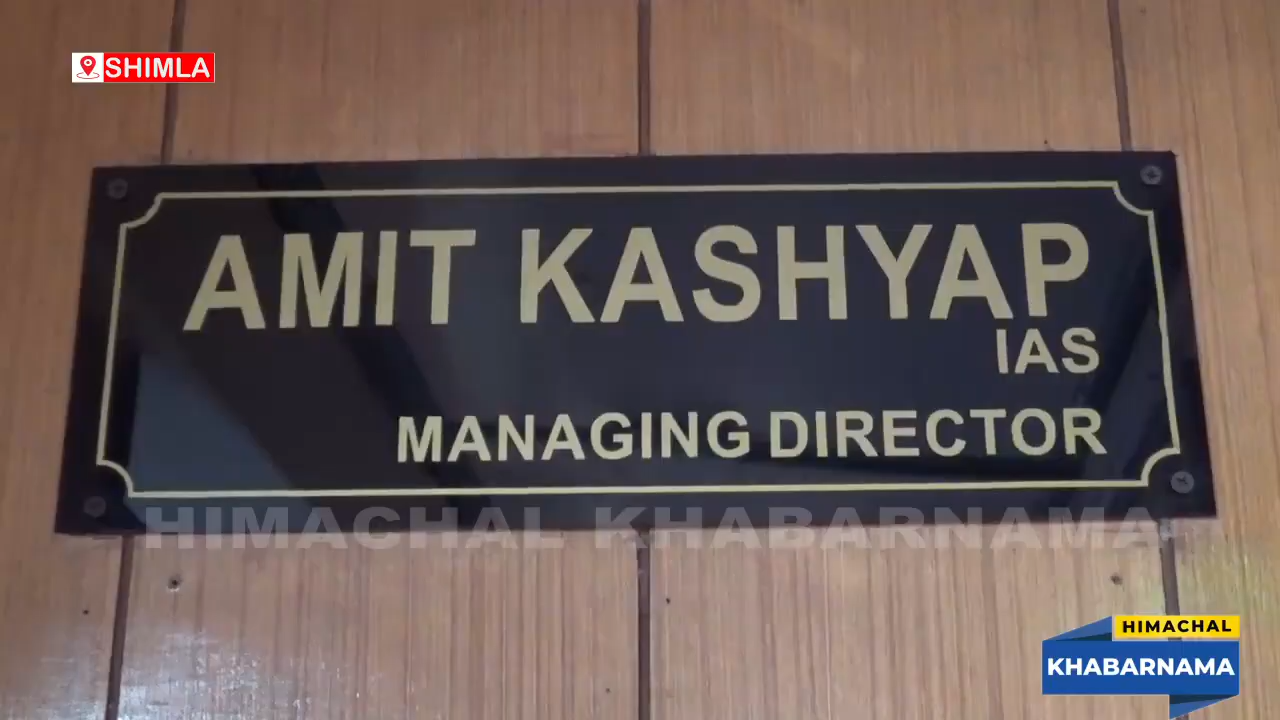 SHIMLA
AMIT KASHYAP
IAS
MANAGING DIRECTOR
HIMACHAL KHABARNAMA
HIMACHAL
KHABARNAMA